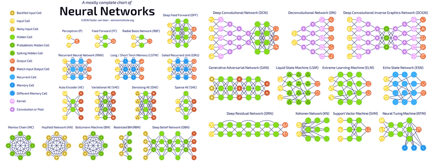 A mostly complete chart of
Neural Networks
Deep Feed Forward (DFF)
Backfed Input Cell
Input Cell
Noisy Input Cell
Hidden Cell
Probablistic Hidden Cell
Spiking Hidden Cell
Output Cell
Match Input Output Cell
Recurrent Cell
Memory Cell
Different Memory Cell
Kernel
Convolution or Pool
Perceptron (P)
Feed Forward (FF)
Radial Basis Network (RBF)
Recurrent Neural Network (RNN)
Long / Short Term Memory (LSTM)
Gated Recurrent Unit (GRU)
Auto Encoder (AE)
Variational AE (VAE)
Denoising AE (DAE)
Sparse AE (SAE)
Markov Chain (MC)
Hopfield Network (HN)
Boltzmann Machine (BM)
Restricted BM (RBM)
Deep Belief Network (DBN)
Deep Convolutional Network (DCN)
Deconvolutional Network (DN)
Deep Convolutional Inverse Graphics Network (DCIGN)
Generative Adversarial Network (GAN)
Liquid State Machine (LSM)
Extreme Learning Machine (ELM)
Echo State Network (ESN)
Deep Residual Network (DRN)
Kohonen Network (KN)
Support Vector Machine (SVM)
Neural Turing Machine (NTM)